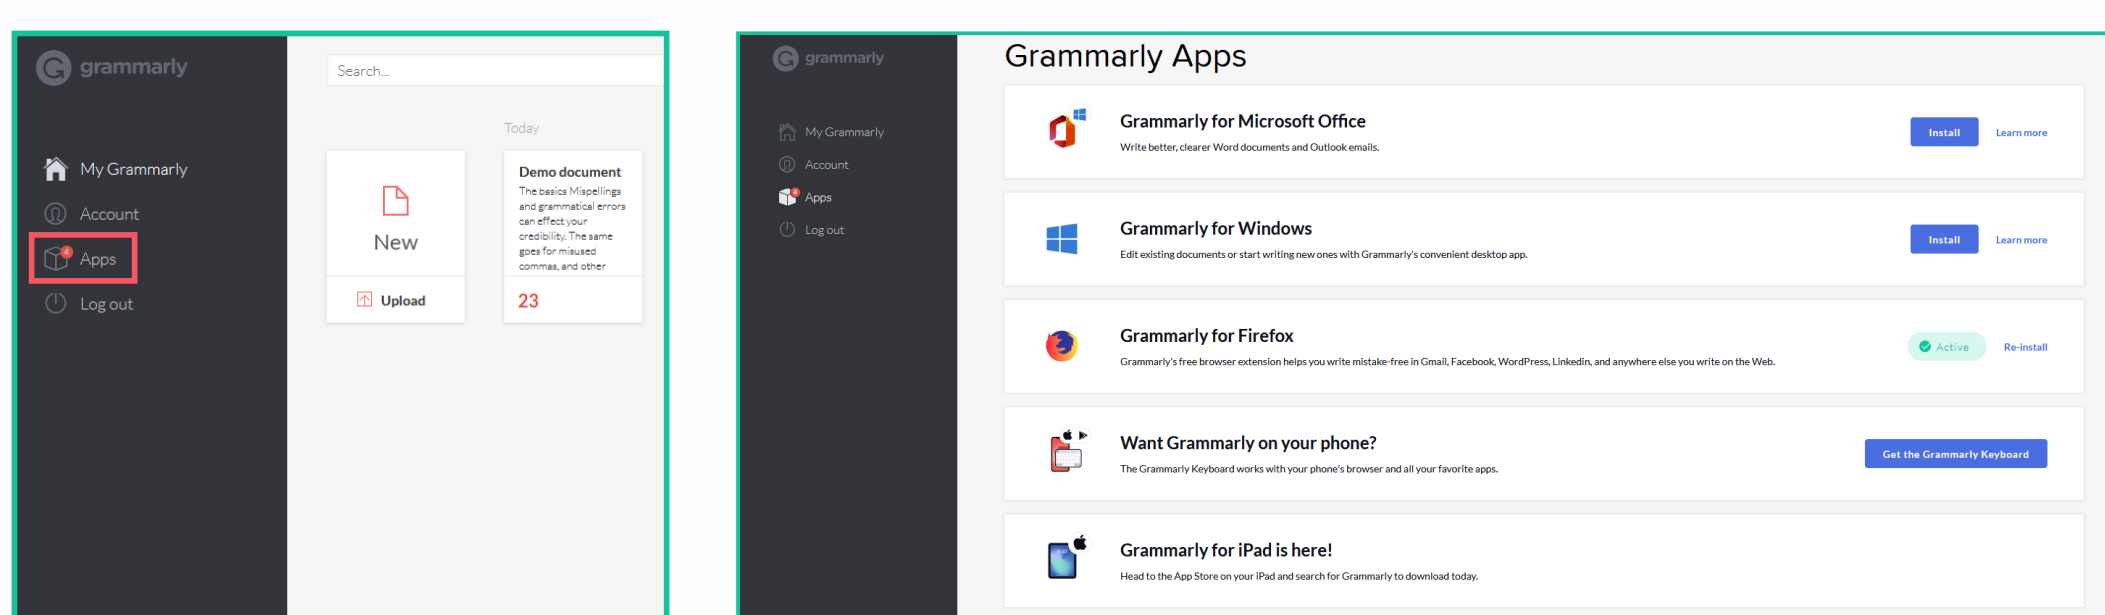 grammarly
Search...
Today
My Grammarly
Account
4
Apps
Log out
New
Upload
Demo document
The basics Mispellings
and grammatical errors
can effect your
credibility. The same
goes for misused
commas, and other
23
grammarly
My Grammarly
Account
4
Apps
Log out
Grammarly Apps
Grammarly for Microsoft Office
Write better, clearer Word documents and Outlook emails.
Install Learn more
Grammarly for Windows
Edit existing documents or start writing new ones with Grammarly's convenient desktop app.
Install Learn more
Grammarly for Firefox
Grammarly's free browser extension helps you write mistake-free in Gmail, Facebook, WordPress, Linkedin, and anywhere else you write on the Web.
Active Re-install
Want Grammarly on your phone?
The Grammarly Keyboard works with your phone's browser and all your favorite apps.
Get the Grammarly Keyboard
Grammarly for iPad is here!
Head to the App Store on your iPad and search for Grammarly to download today.